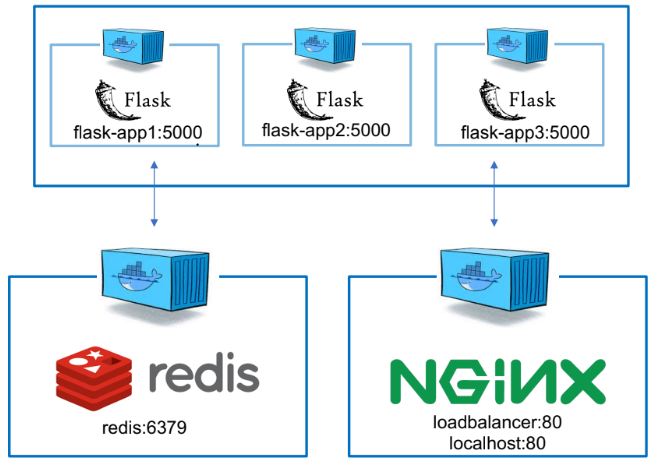 Flask
flask-app1:5000
Flask
flask-app2:5000
Flask
flask-app3:5000
redis
redis:6379
NGiNX
loadbalancer:80
localhost:80